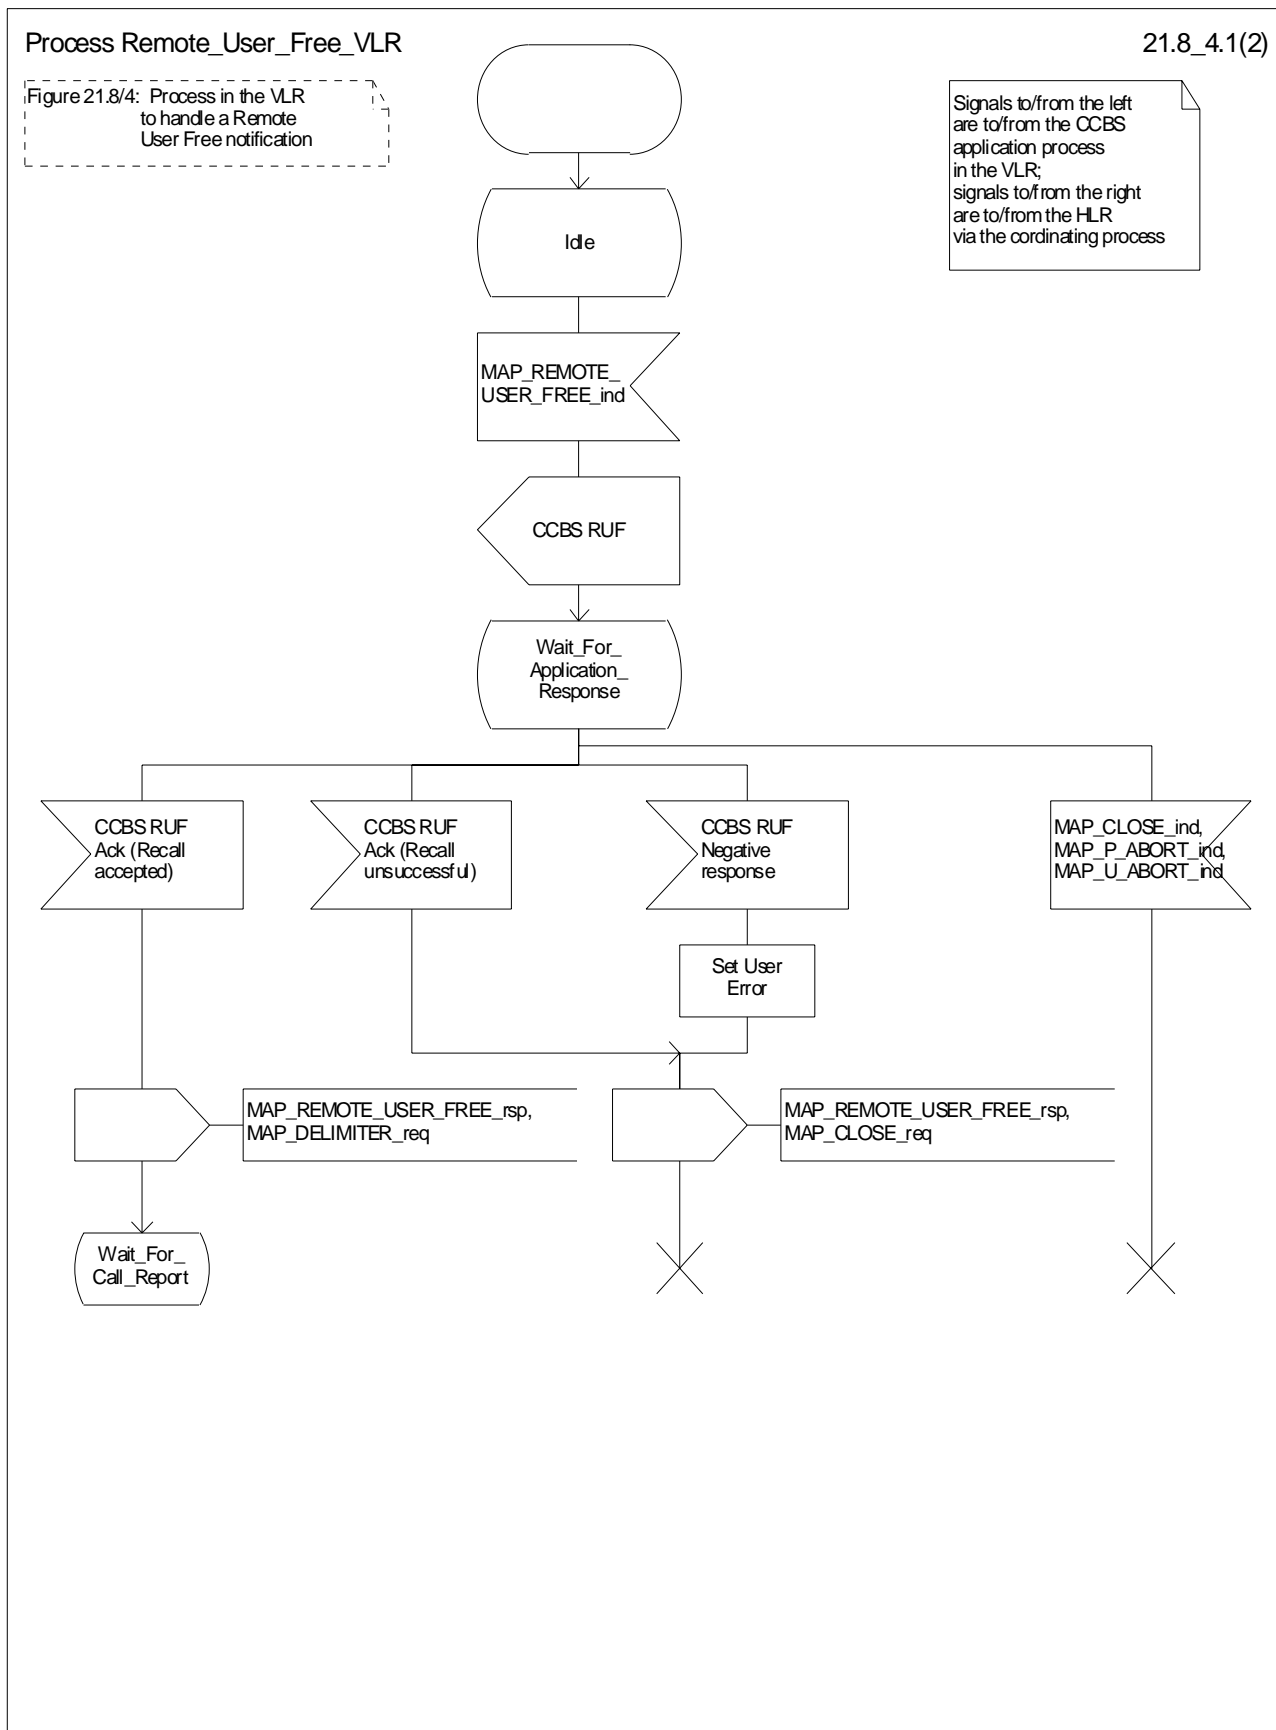 Process Remote_User_Free_VLR
21.8_4.1(2)
Figure 21.8/4: Process in the VLR
to handle a Remote
User Free notification
Signals to/from the left
are to/from the CCBS
application process
in the VLR;
signals to/from the right
are to/from the HLR
via the cordinating process
Idle
MAP_REMOTE_
USER_FREE_ind
CCBS RUF
Wait_For_
Application_
Response
CCBS RUF
Ack (Recall
accepted)
CCBS RUF
Ack (Recall
unsuccessful)
CCBS RUF
Negative
response
MAP_CLOSE_ind,
MAP_P_ABORT_ind,
MAP_U_ABORT_ind
Set User
Error
MAP_REMOTE_USER_FREE_rsp,
MAP_DELIMITER_req
MAP_REMOTE_USER_FREE_rsp,
MAP_CLOSE_req
Wait_For_
Call_Report